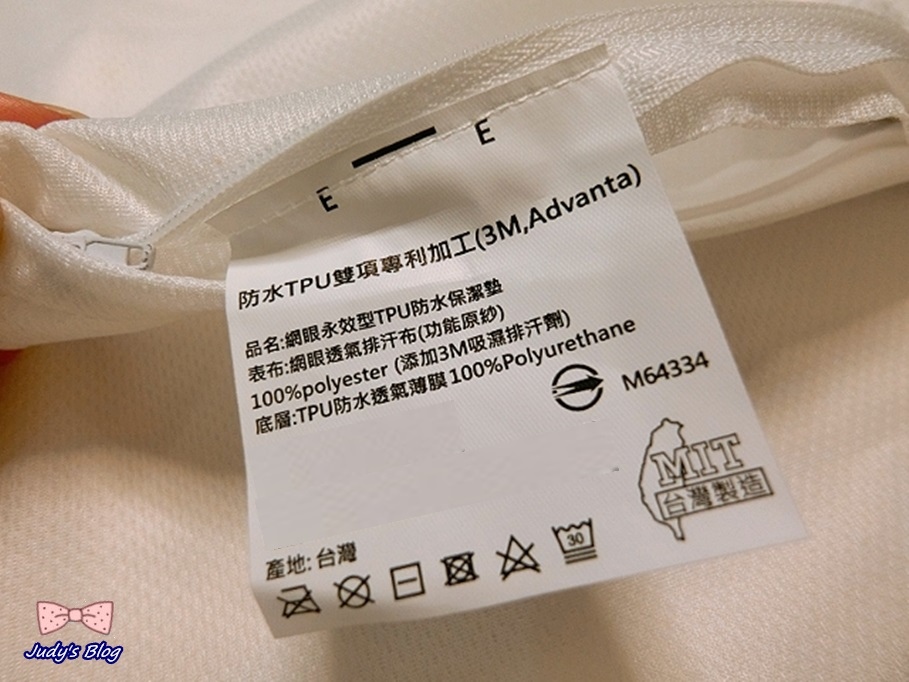 E — E
防水TPU雙項專利加工(3M,Advanta)
品名:網眼永效型TPU防水保潔墊
表布:網眼透氣排汗布(功能原紗)
100%polyester (添加3M吸濕排汗劑)
底層:TPU防水透氣薄膜100%Polyurethane
M64334
MIT
台灣製造
產地: 台灣
30
Judy's Blog